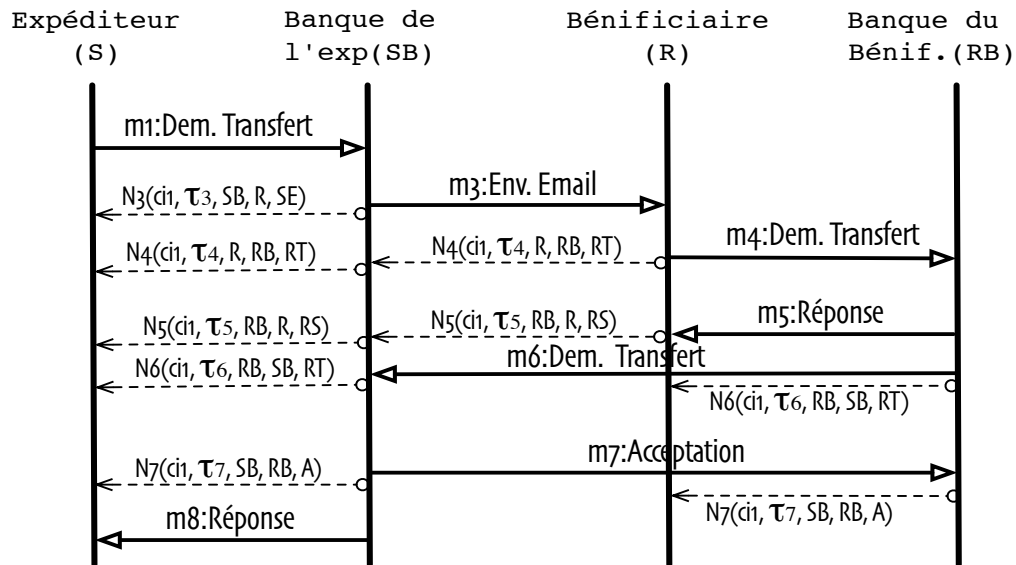 Expéditeur
(S)
Banque de
l'exp(SB)
Bénificiaire
(R)
Banque du
Bénif.(RB)
m1:Dem. Transfert
N3(ci1, τ3, SB, R, SE)
m3:Env. Email
N4(ci1, τ4, R, RB, RT)
N4(ci1, τ4, R, RB, RT)
m4:Dem. Transfert
N5(ci1, τ5, RB, R, RS)
N5(ci1, τ5, RB, R, RS)
m5:Réponse
m6:Dem. Transfert
N6(ci1, τ6, RB, SB, RT)
N6(ci1, τ6, RB, SB, RT)
m7:Acceptation
N7(ci1, τ7, SB, RB, A)
N7(ci1, τ7, SB, RB, A)
m8:Réponse